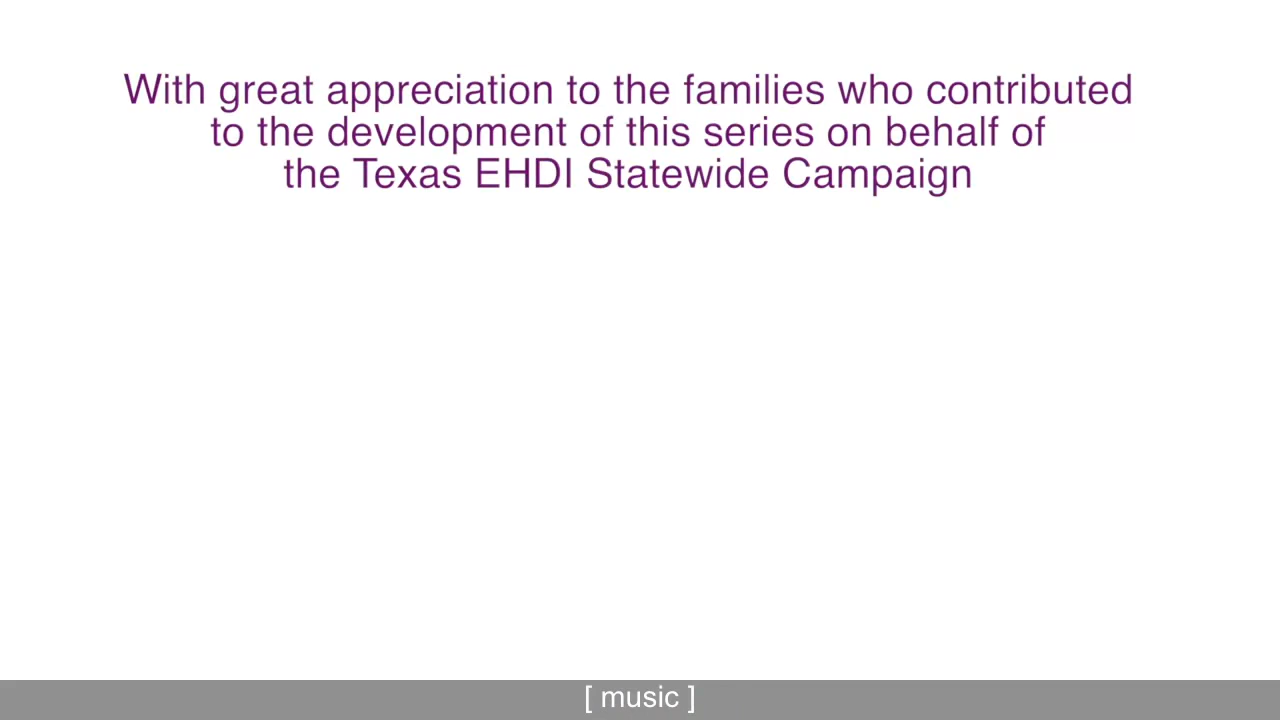 With great appreciation to the families who contributed
to the development of this series on behalf of
the Texas EHDI Statewide Campaign
[ music ]